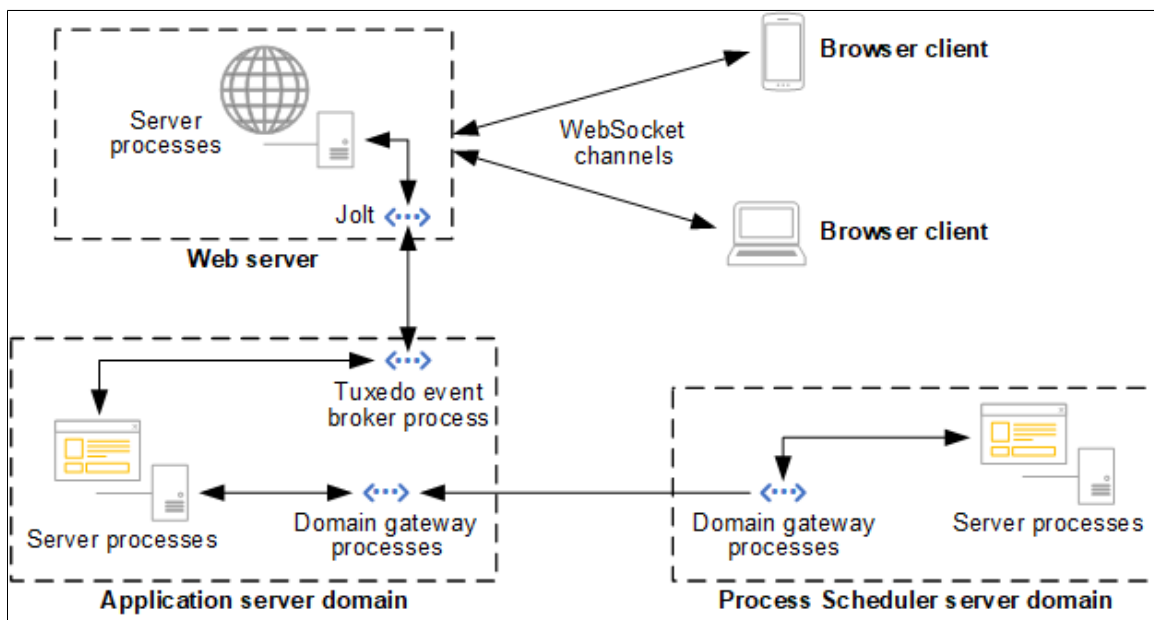 Browser client
Server
processes
WebSocket
channels
Jolt
Browser client
Web server
Tuxedo event
broker process
Server processes
Domain gateway
processes
Application server domain
Domain gateway
processes
Server processes
Process Scheduler server domain